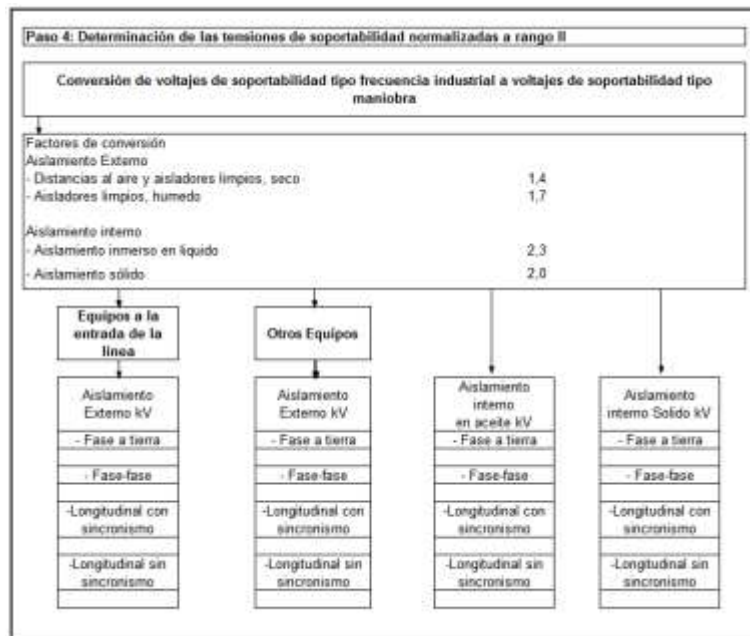 Paso 4: Determinación de las tensiones de soportabilidad normalizadas a rango II
Conversión de voltajes de soportabilidad tipo frecuencia industrial a voltajes de soportabilidad tipo
maniobra
Factores de conversión
Aislamiento Externo
- Distancias al aire y aisladores limpios, seco 1,4
- Aisladores limpios, humedo 1,7
Aislamiento interno
- Aislamiento inmerso en liquido 2,3
- Aislamiento sólido 2,0
Equipos a la
entrada de la
línea
Otros Equipos
Aislamiento
Externo kV
- Fase a tierra
- Fase-fase
-Longitudinal con
sincronismo
-Longitudinal sin
sincronismo
Aislamiento
Externo kV
- Fase a tierra
- Fase-fase
-Longitudinal con
sincronismo
-Longitudinal sin
sincronismo
Aislamiento
interno
en aceite kV
- Fase a tierra
- Fase-fase
-Longitudinal con
sincronismo
-Longitudinal sin
sincronismo
Aislamiento
interno Solido kV
- Fase a tierra
- Fase-fase
-Longitudinal con
sincronismo
-Longitudinal sin
sincronismo